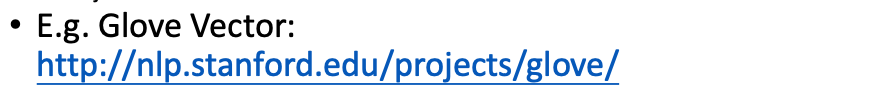 • E.g. Glove Vector:
http://nlp.stanford.edu/projects/glove/